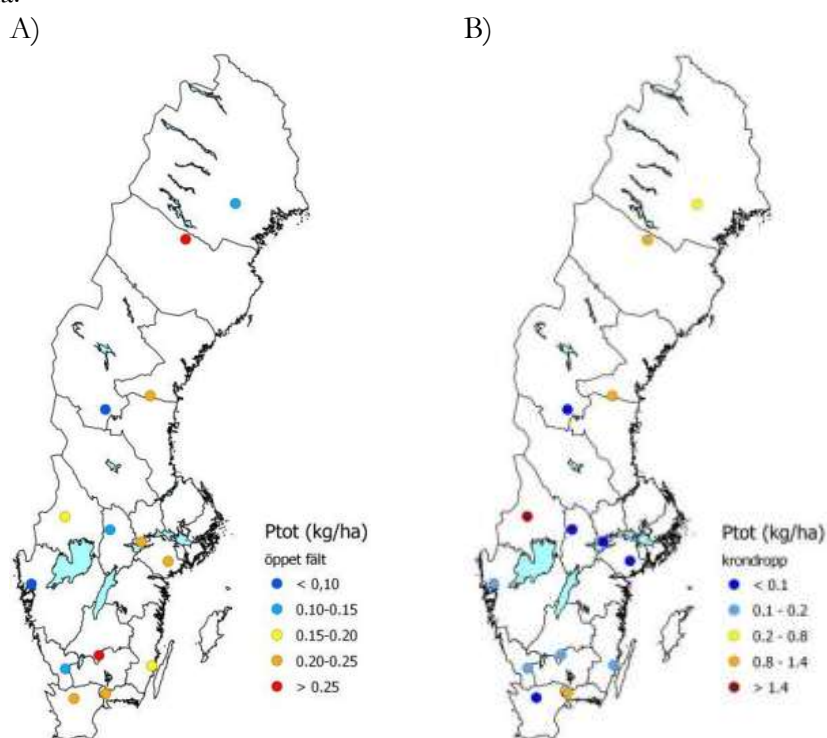 a.
A)
B)
Ptot (kg/ha)
öppet fält
< 0,10
0.10-0.15
0.15-0.20
0.20-0.25
> 0.25
Ptot (kg/ha)
krondropp
< 0.1
0.1 - 0.2
0.2 - 0.8
0.8 - 1.4
> 1.4